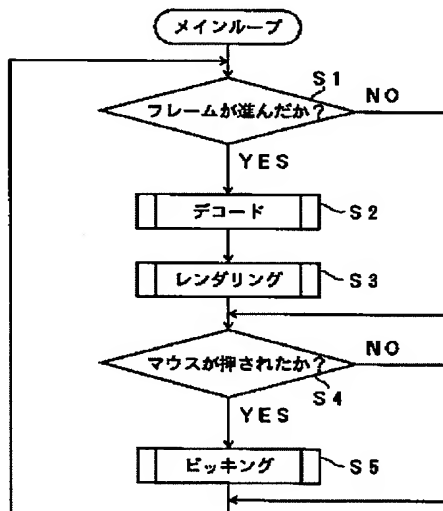 メインループ
S1
フレームが進んだか?
NO
YES
デコード
S2
レンダリング
S3
マウスが押されたか?
NO
S4
YES
ピッキング
S5